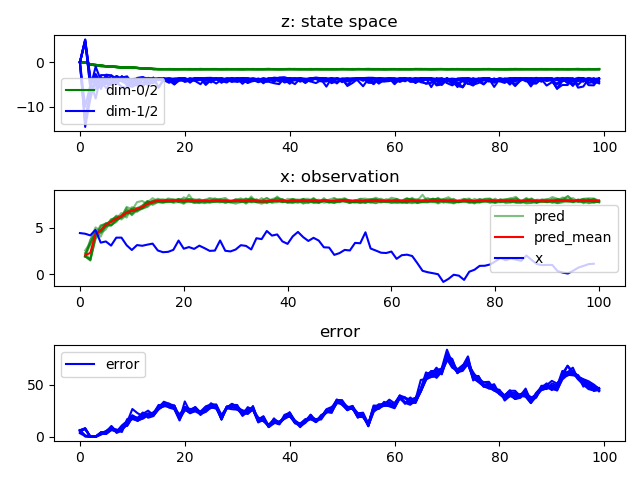 z: state space
0
−10
dim-0/2
dim-1/2
0 20 40 60 80 100
x: observation
5
0
pred
pred_mean
x
0 20 40 60 80 100
error
50
0
error
0 20 40 60 80 100